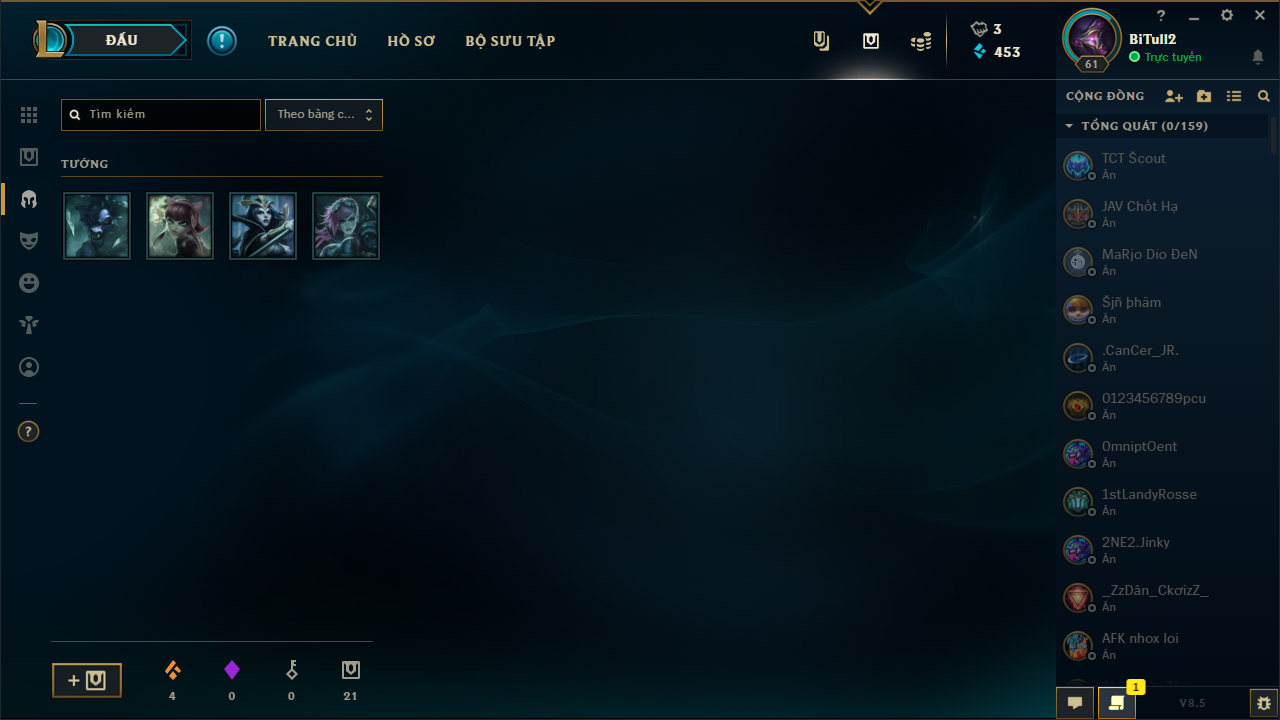 ĐẤU
TRANG CHỦ
HỒ SƠ
BỘ SƯU TẬP
3
453
61
BiTull2
Trực tuyến
Tìm kiếm
Theo bảng c...
CỘNG ĐỒNG
TỔNG QUÁT (0/159)
TƯỚNG
TCT Šcout
Ẩn
JAV Chót Hạ
Ẩn
MaRjo Dio ĐeN
Ẩn
Šjñ þhäm
Ẩn
.CanCer_JR.
Ẩn
0123456789pcu
Ẩn
0mniptOent
Ẩn
1stLandyRosse
Ẩn
2NE2.Jinky
Ẩn
_ZzDân_CkơizZ_
Ẩn
AFK nhox loi
Ẩn
4
0
0
21
1
V8.5